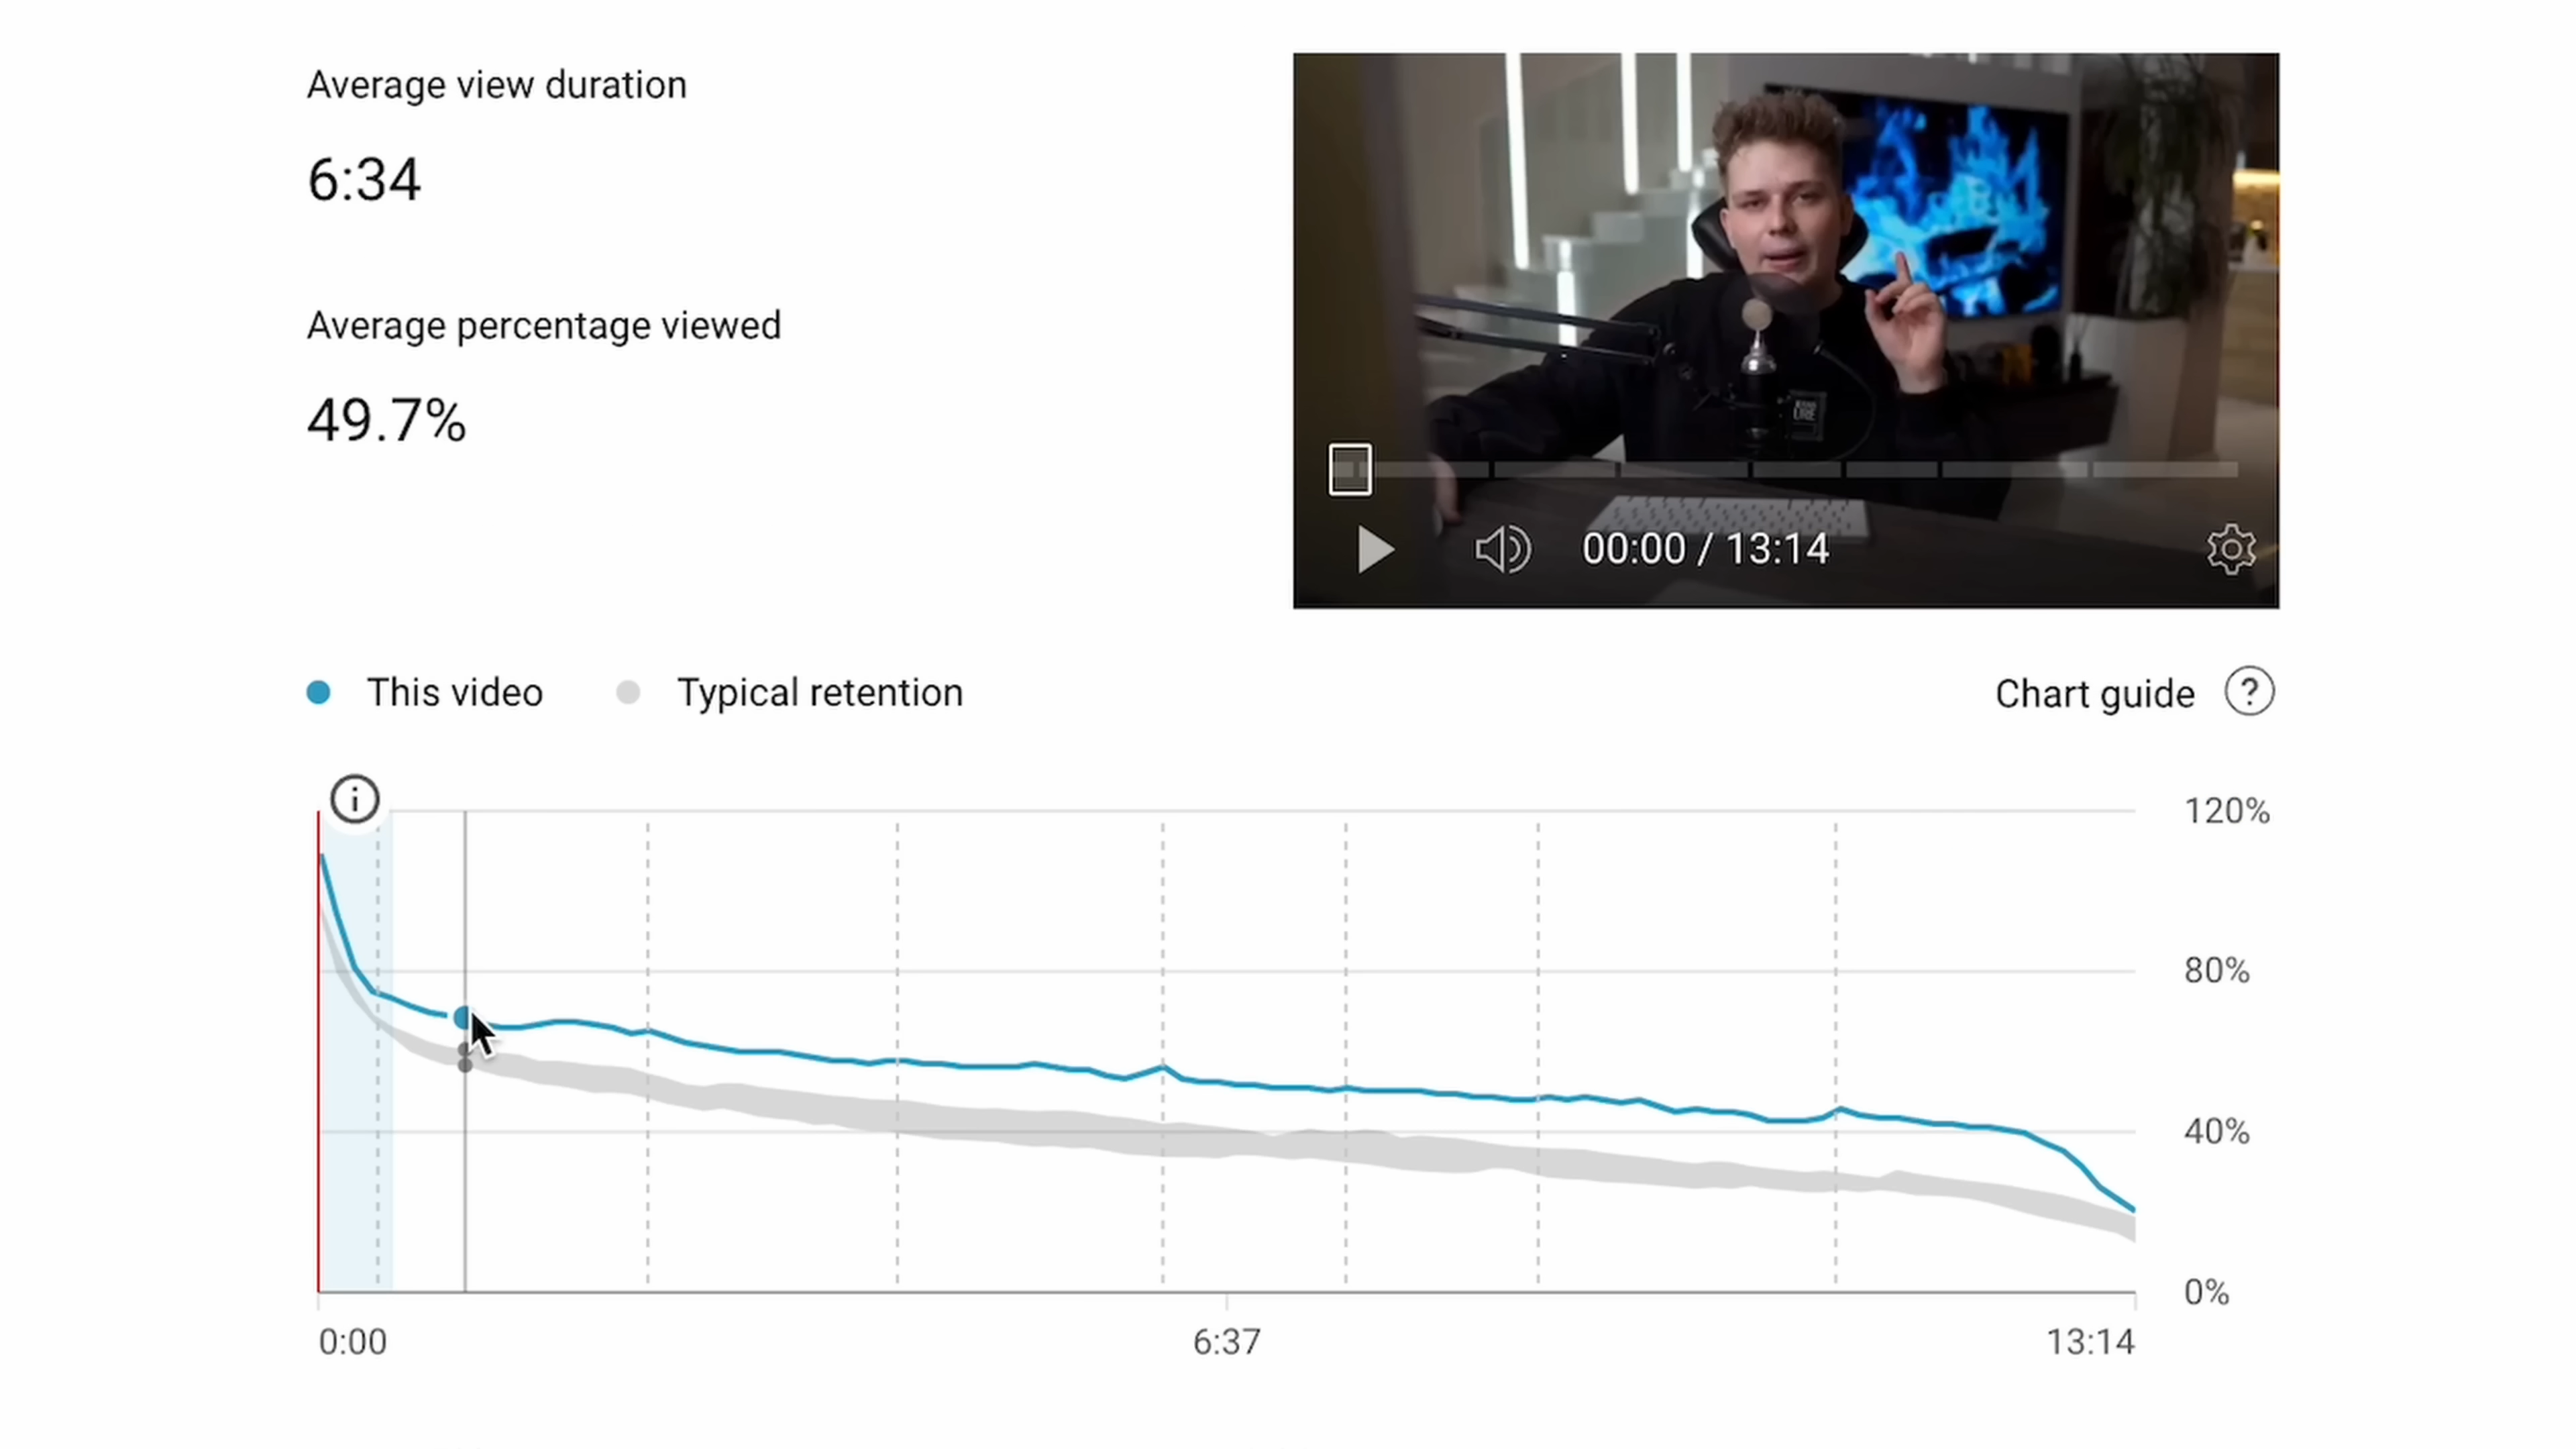 Average view duration
6:34
Average percentage viewed
49.7%
00:00 / 13:14
This video
Typical retention
Chart guide ?
i
120%
80%
40%
0%
0:00
6:37
13:14